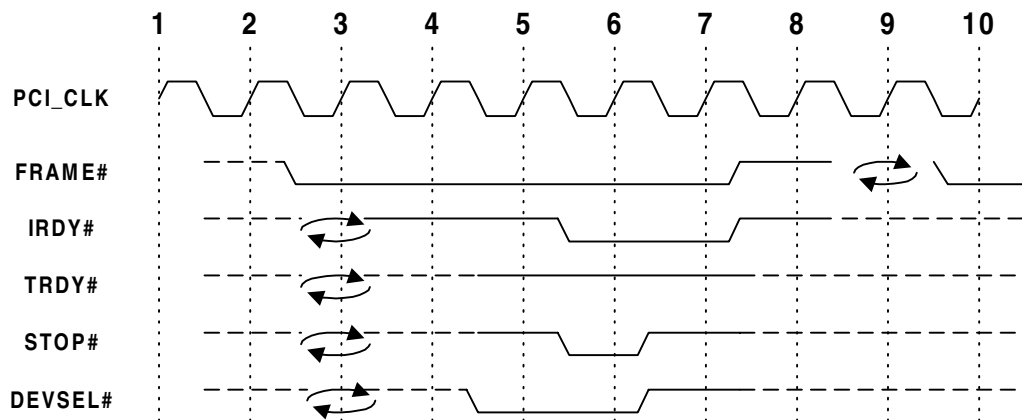 1 2 3 4 5 6 7 8 9 10
PCI_CLK
FRAME#
IRDY#
TRDY#
STOP#
DEVSEL#